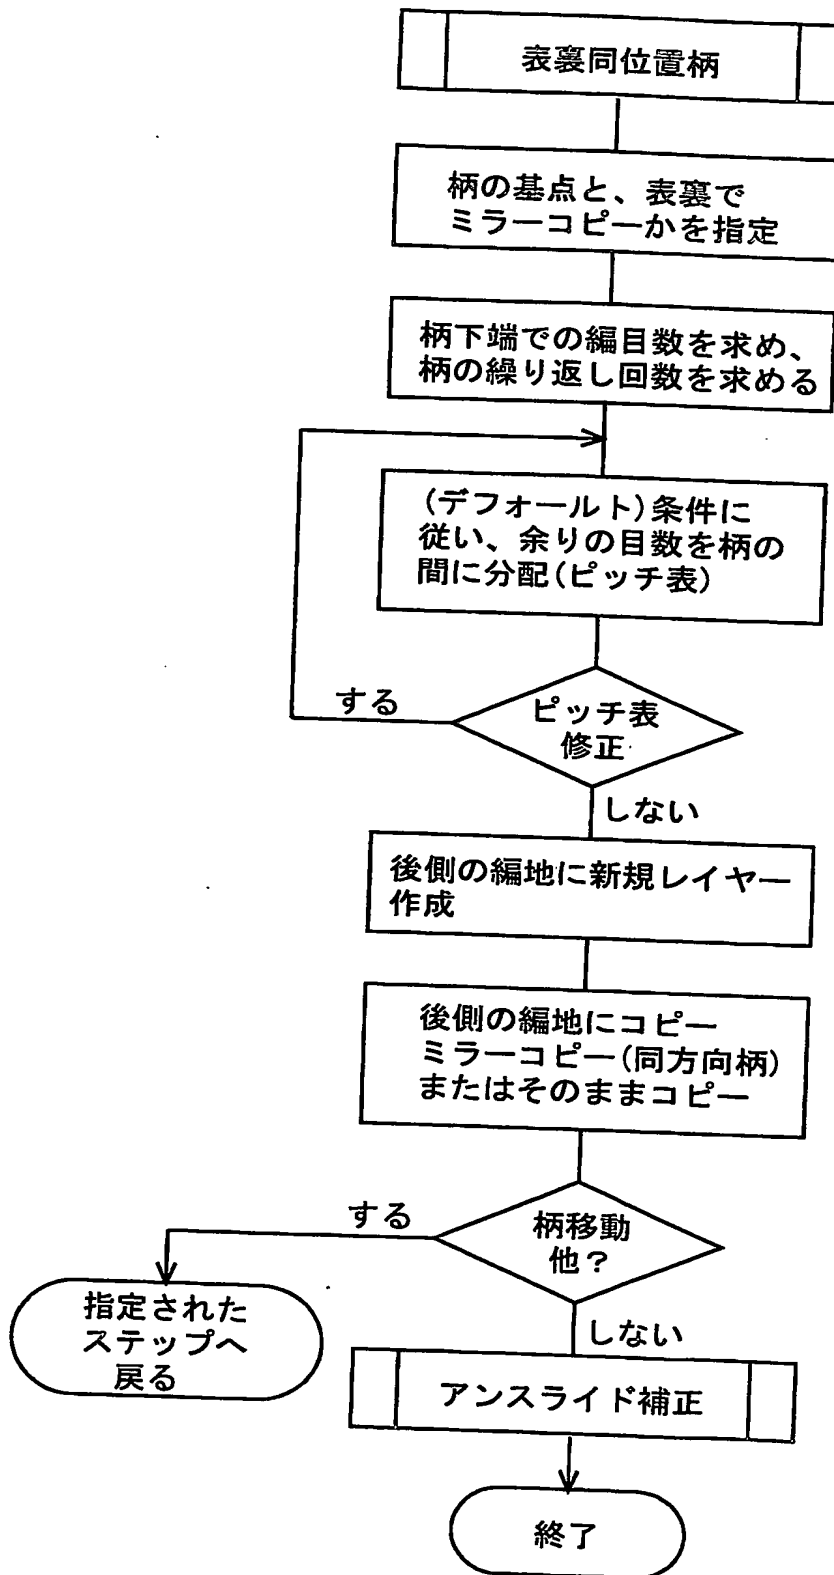 表裏同位置柄
柄の基点と、表裏で
ミラーコピーかを指定
柄下端での編目数を求め、
柄の繰り返し回数を求める
(デフォールト)条件に
従い、余りの目数を柄の
間に分配(ピッチ表)
する
ピッチ表
修正
しない
後側の編地に新規レイヤー
作成
後側の編地にコピー
ミラーコピー(同方向柄)
またはそのままコピー
する
柄移動
他?
指定された
ステップへ
戻る
しない
アンスライド補正
終了